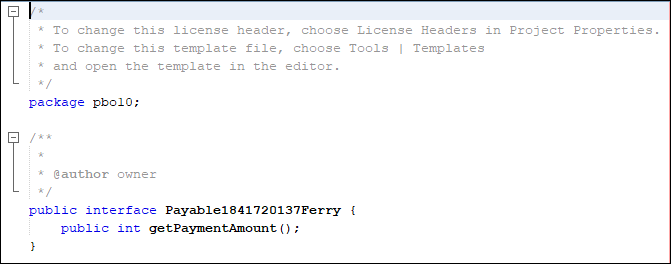 /*
 * To change this license header, choose License Headers in Project Properties.
 * To change this template file, choose Tools | Templates
 * and open the template in the editor.
 */
package pbo10;
/**
 *
 * @author owner
 */
public interface Payable1841720137Ferry {
    public int getPaymentAmount();
}